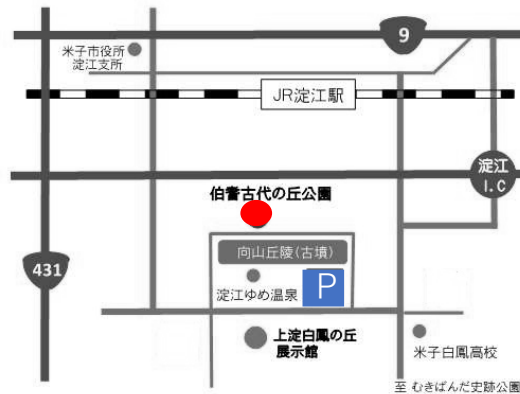 9
米子市役所
淀江支所
JR淀江駅
淀江
I.C
伯耆古代の丘公園
向山丘陵(古墳)
431
淀江ゆめ温泉
P
上淀白鳳の丘
展示館
米子白鳳高校
至 むきばんだ史跡公園